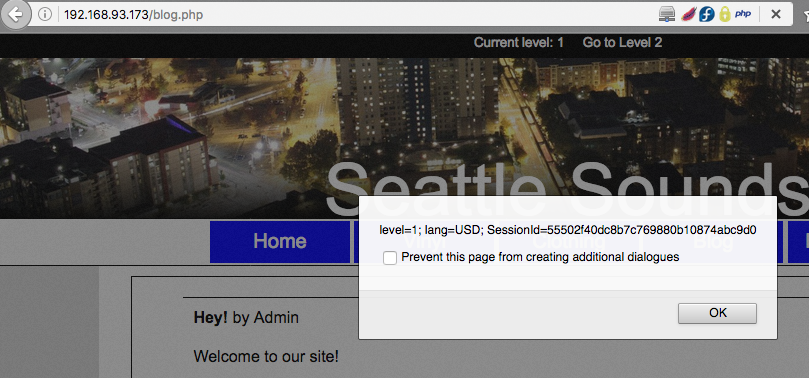 192.168.93.173/blog.php
php
Current level: 1 Go to Level 2
Seattle Sounds
level=1; lang=USD; SessionId=55502f40dc8b7c769880b10874abc9d0
Home Vinyl Clothing Blog
Prevent this page from creating additional dialogues
OK
Hey! by Admin
Welcome to our site!